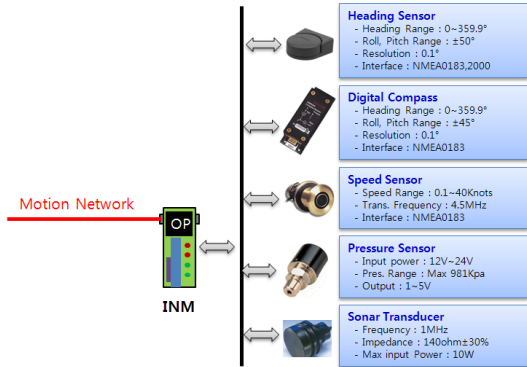 Heading Sensor
- Heading Range : 0~359.9°
- Roll, Pitch Range : ±50°
- Resolution : 0.1°
- Interface : NMEA0183,2000
Digital Compass
- Heading Range : 0~359.9°
- Roll, Pitch Range : ±45°
- Resolution : 0.1°
- Interface : NMEA0183
Speed Sensor
- Speed Range : 0.1~40Knots
- Trans. Frequency : 4.5MHz
- Interface : NMEA0183
Motion Network
OP
INM
Pressure Sensor
- Input power : 12V~24V
- Pres. Range : Max 981Kpa
- Output : 1~5V
Sonar Transducer
- Frequency : 1MHz
- Impedance : 140ohm±30%
- Max input Power : 10W